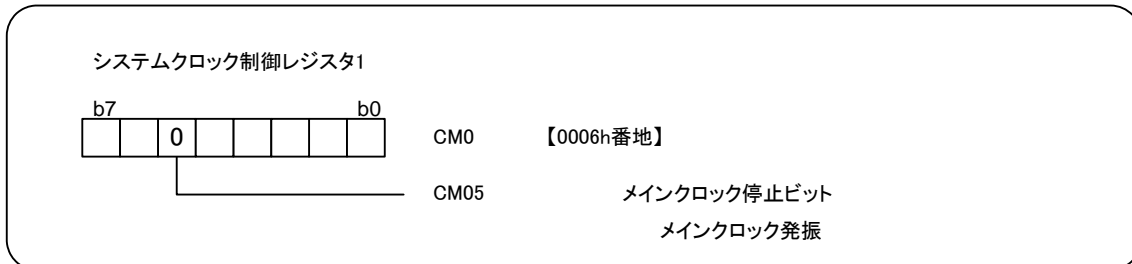 システムクロック制御レジスタ1
b7 b0
0 CM0 【0006h番地】
CM05 メインクロック停止ビット
メインクロック発振